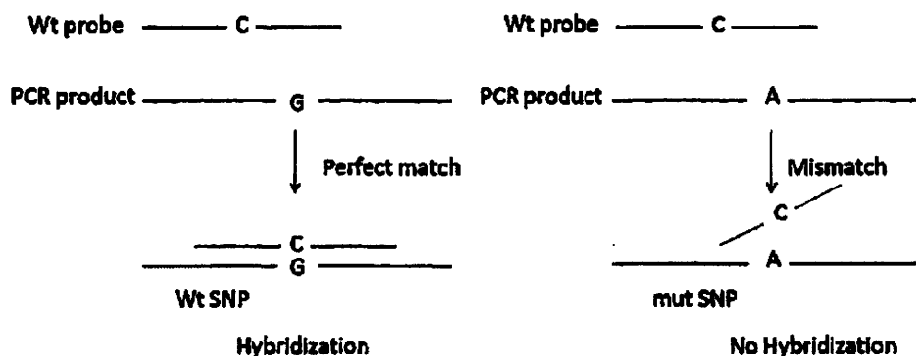 Wt probe C
PCR product G
Perfect match
C
G
Wt SNP
Hybridization
Wt probe C
PCR product A
Mismatch
C
A
mut SNP
No Hybridization